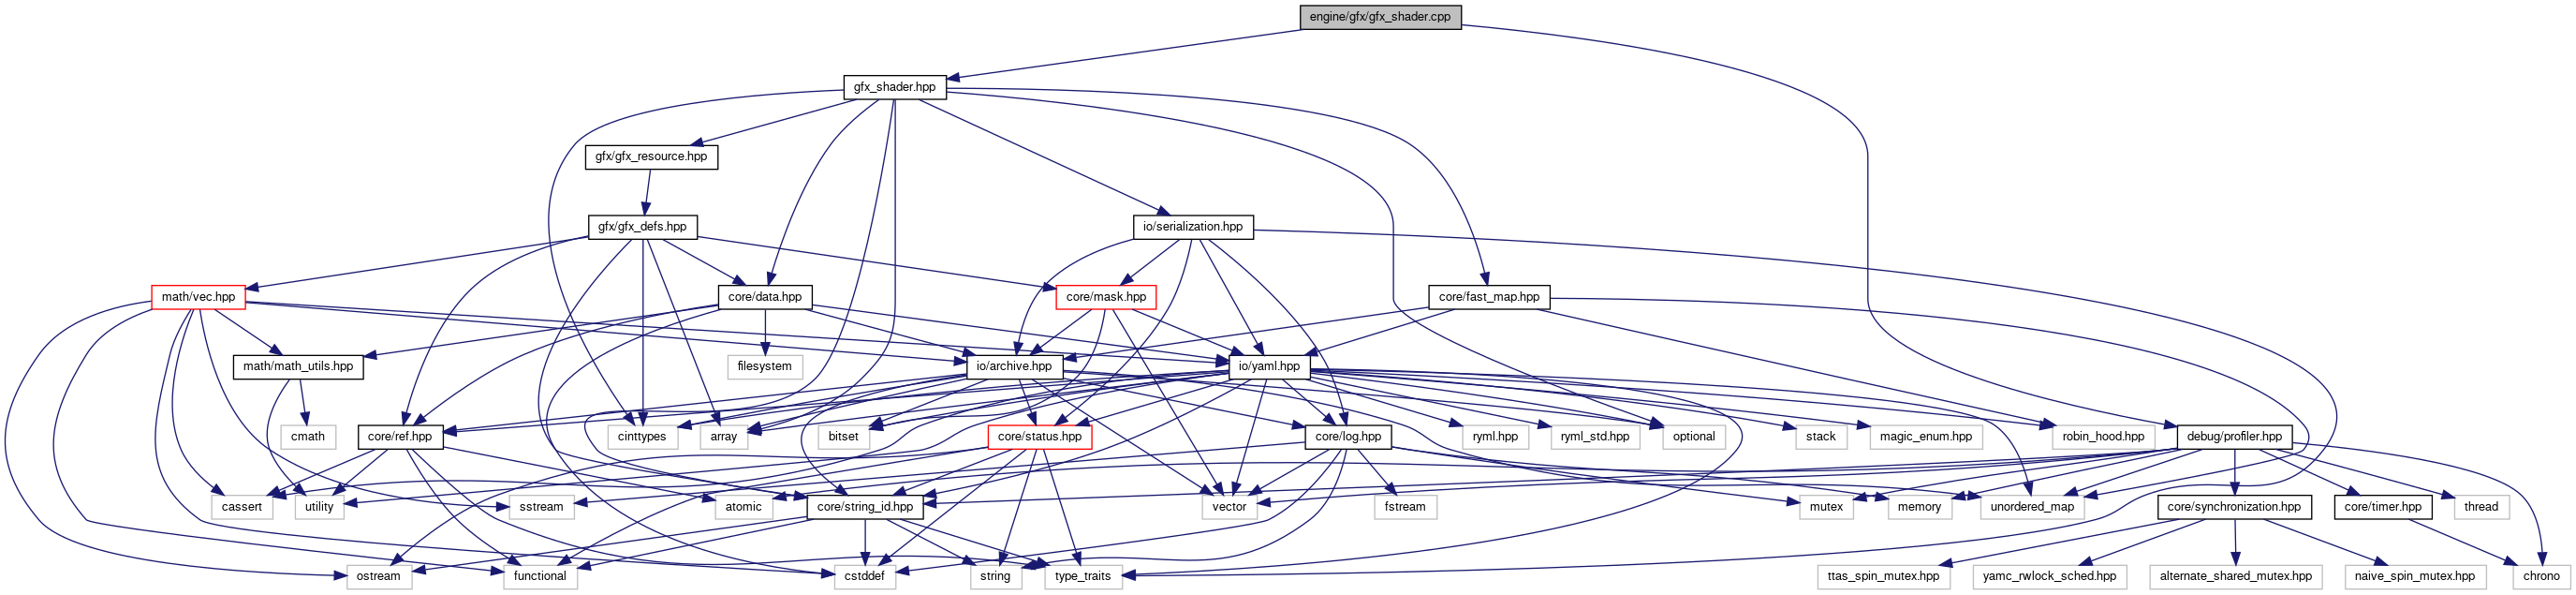 engine/gfx/gfx_shader.cpp
gfx_shader.hpp
gfx/gfx_resource.hpp
gfx/gfx_defs.hpp
io/serialization.hpp
math/vec.hpp
core/data.hpp
core/mask.hpp
core/fast_map.hpp
math/math_utils.hpp
filesystem
io/archive.hpp
io/yaml.hpp
cmath
core/ref.hpp
cinttypes
array
bitset
core/status.hpp
core/log.hpp
ryml.hpp
ryml_std.hpp
optional
stack
magic_enum.hpp
robin_hood.hpp
debug/profiler.hpp
cassert
utility
sstream
atomic
core/string_id.hpp
vector
fstream
mutex
memory
unordered_map
core/synchronization.hpp
core/timer.hpp
thread
ostream
functional
cstddef
string
type_traits
ttas_spin_mutex.hpp
yamc_rwlock_sched.hpp
alternate_shared_mutex.hpp
naive_spin_mutex.hpp
chrono